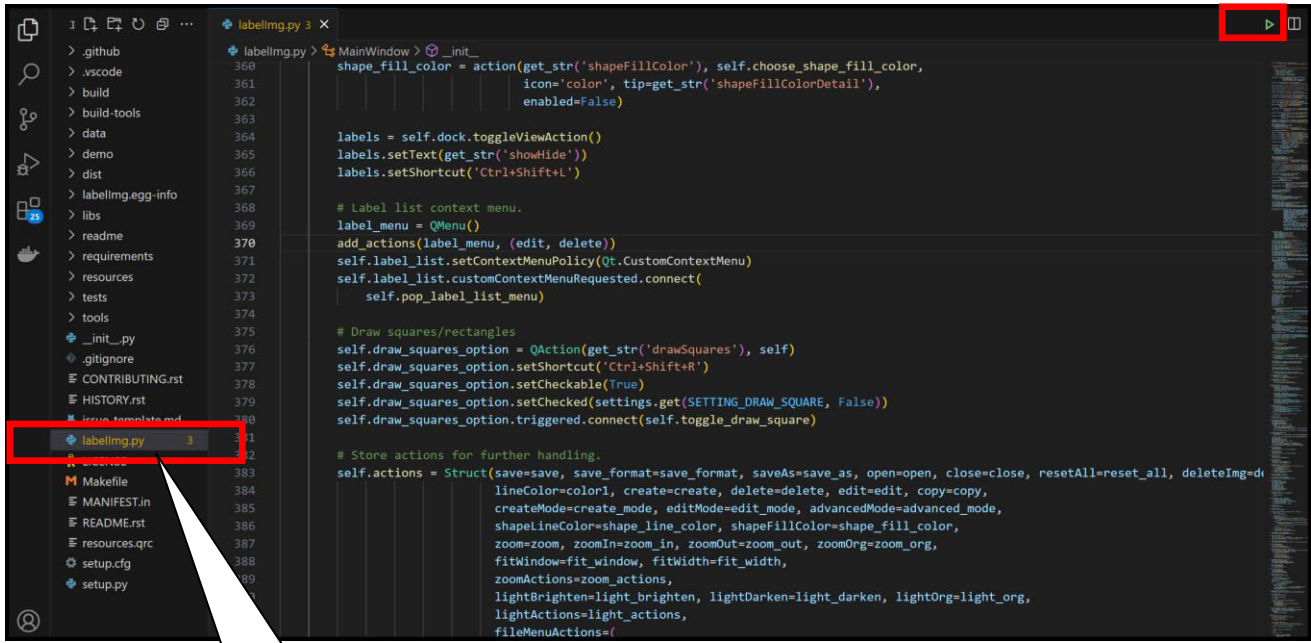 labelImg.py 3
labelImg.py > MainWindow > __init__
.github
.vscode
build
build-tools
data
demo
dist
labelImg.egg-info
libs
readme
requirements
resources
tests
tools
__init__.py
.gitignore
CONTRIBUTING.rst
HISTORY.rst
issue_template.md
labelImg.py 3
LICENSE
Makefile
MANIFEST.in
README.rst
resources.qrc
setup.cfg
setup.py
25
360 shape_fill_color = action(get_str('shapeFillColor'), self.choose_shape_fill_color,
361 icon='color', tip=get_str('shapeFillColorDetail'),
362 enabled=False)
363
364 labels = self.dock.toggleViewAction()
365 labels.setText(get_str('showHide'))
366 labels.setShortcut('Ctrl+Shift+L')
367
368 # Label list context menu.
369 label_menu = QMenu()
370 add_actions(label_menu, (edit, delete))
371 self.label_list.setContextMenuPolicy(Qt.CustomContextMenu)
372 self.label_list.customContextMenuRequested.connect(
373 self.pop_label_list_menu)
374
375 # Draw squares/rectangles
376 self.draw_squares_option = QAction(get_str('drawSquares'), self)
377 self.draw_squares_option.setShortcut('Ctrl+Shift+R')
378 self.draw_squares_option.setCheckable(True)
379 self.draw_squares_option.setChecked(settings.get(SETTING_DRAW_SQUARE, False))
380 self.draw_squares_option.triggered.connect(self.toggle_draw_square)
381
382 # Store actions for further handling.
383 self.actions = Struct(save=save, save_format=save_format, saveAs=save_as, open=open, close=close, resetAll=reset_all, deleteImg=de
384 lineColor=color1, create=create, delete=delete, edit=edit, copy=copy,
385 createMode=create_mode, editMode=edit_mode, advancedMode=advanced_mode,
386 shapeLineColor=shape_line_color, shapeFillColor=shape_fill_color,
387 zoom=zoom, zoomIn=zoom_in, zoomOut=zoom_out, zoomOrg=zoom_org,
388 fitWindow=fit_window, fitWidth=fit_width,
389 zoomActions=zoom_actions,
lightBrighten=light_brighten, lightDarken=light_darken, lightOrg=light_org,
lightActions=light_actions,
fileMenuActions=(